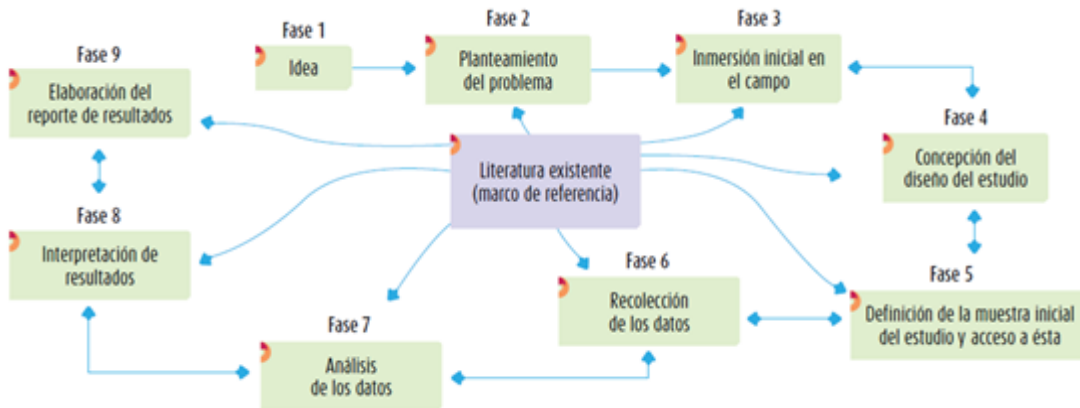 Fase 1
Idea
Fase 2
Planteamiento
del problema
Fase 3
Inmersión inicial en
el campo
Fase 4
Concepción del
diseño del estudio
Fase 5
Definición de la muestra inicial
del estudio y acceso a ésta
Fase 6
Recolección
de los datos
Fase 7
Análisis
de los datos
Fase 8
Interpretación de
resultados
Fase 9
Elaboración del
reporte de resultados
Literatura existente
(marco de referencia)